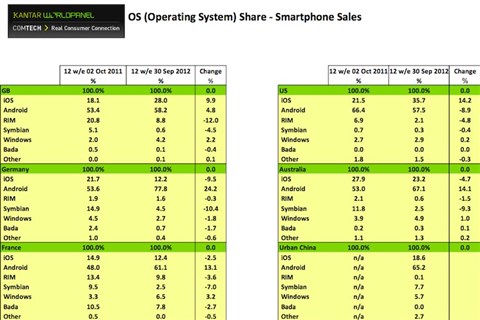 KANTAR WORLDPANEL
COMTECH Real Consumer Connection
OS (Operating System) Share - Smartphone Sales
12 w/e 02 Oct 2011 12 w/e 30 Sep 2012 Change
% % %
GB 100.0% 100.0% 0.0
iOS 18.1 28.0 9.9
Android 53.4 58.2 4.8
RIM 20.8 8.8 -12.0
Symbian 5.1 0.6 -4.5
Windows 2.0 4.2 2.2
Bada 0.5 0.1 -0.4
Other 0.0 0.1 0.1
Germany 100.0% 100.0% 0.0
iOS 21.7 12.2 -9.5
Android 53.6 77.8 24.2
RIM 1.9 1.6 -0.3
Symbian 14.9 4.5 -10.4
Windows 4.5 2.7 -1.8
Bada 2.4 0.7 -1.7
Other 1.0 0.4 -0.6
France 100.0% 100.0% 0.0
iOS 14.9 12.4 -2.5
Android 48.0 61.1 13.1
RIM 13.4 9.8 -3.6
Symbian 9.5 2.5 -7.0
Windows 3.3 6.5 3.2
Bada 10.5 7.8 -2.7
Other 0.5 0.0 -0.5
12 w/e 02 Oct 2011 12 w/e 30 Sep 2012 Change
% % %
US 100.0% 100.0% 0.0
iOS 21.5 35.7 14.2
Android 66.4 57.5 -8.9
RIM 6.9 2.1 -4.8
Symbian 0.7 0.3 -0.4
Windows 2.7 2.9 0.2
Bada 0.0 0.0 0.0
Other 1.8 1.5 -0.3
Australia 100.0% 100.0% 0.0
iOS 27.9 23.2 -4.7
Android 53.0 67.1 14.1
RIM 2.1 0.6 -1.5
Symbian 11.8 2.5 -9.3
Windows 3.9 4.9 1.0
Bada 0.2 0.3 0.1
Other 1.1 1.3 0.2
Urban China 100.0% 100.0% 0.0
iOS n/a 18.6
Android n/a 65.2
RIM n/a 0.1
Symbian n/a 7.7
Windows n/a 5.7
Bada n/a 0.0
Other n/a 2.7